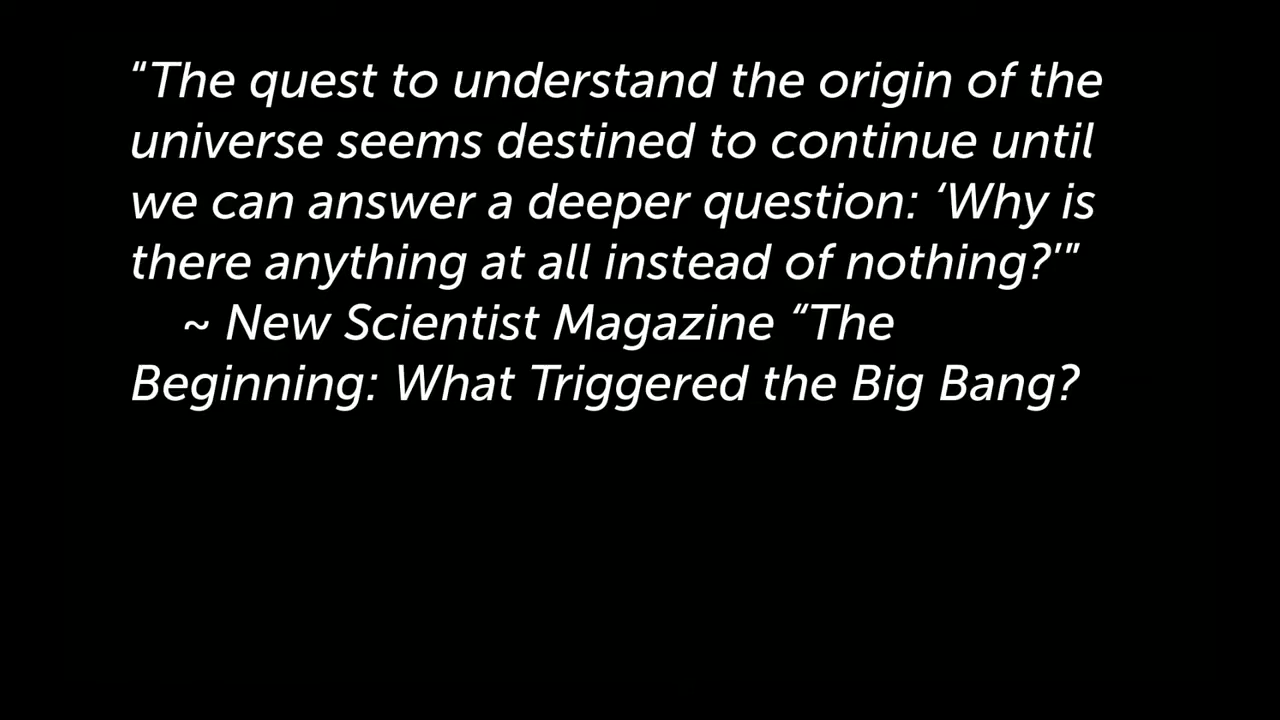 “The quest to understand the origin of the
universe seems destined to continue until
we can answer a deeper question: ‘Why is
there anything at all instead of nothing?’”
~ New Scientist Magazine “The
Beginning: What Triggered the Big Bang?